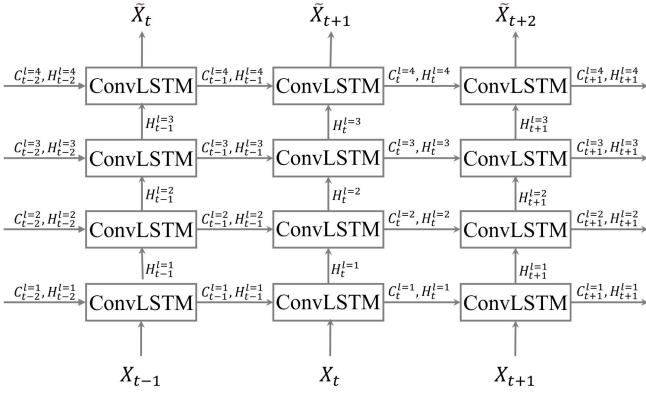 X̃_t X̃_{t+1} X̃_{t+2}
C_{t-2}^{l=4}, H_{t-2}^{l=4} ConvLSTM C_{t-1}^{l=4}, H_{t-1}^{l=4} ConvLSTM C_t^{l=4}, H_t^{l=4} ConvLSTM C_{t+1}^{l=4}, H_{t+1}^{l=4}
H_{t-1}^{l=3} H_t^{l=3} H_{t+1}^{l=3}
C_{t-2}^{l=3}, H_{t-2}^{l=3} ConvLSTM C_{t-1}^{l=3}, H_{t-1}^{l=3} ConvLSTM C_t^{l=3}, H_t^{l=3} ConvLSTM C_{t+1}^{l=3}, H_{t+1}^{l=3}
H_{t-1}^{l=2} H_t^{l=2} H_{t+1}^{l=2}
C_{t-2}^{l=2}, H_{t-2}^{l=2} ConvLSTM C_{t-1}^{l=2}, H_{t-1}^{l=2} ConvLSTM C_t^{l=2}, H_t^{l=2} ConvLSTM C_{t+1}^{l=2}, H_{t+1}^{l=2}
H_{t-1}^{l=1} H_t^{l=1} H_{t+1}^{l=1}
C_{t-2}^{l=1}, H_{t-2}^{l=1} ConvLSTM C_{t-1}^{l=1}, H_{t-1}^{l=1} ConvLSTM C_t^{l=1}, H_t^{l=1} ConvLSTM C_{t+1}^{l=1}, H_{t+1}^{l=1}
X_{t-1} X_t X_{t+1}